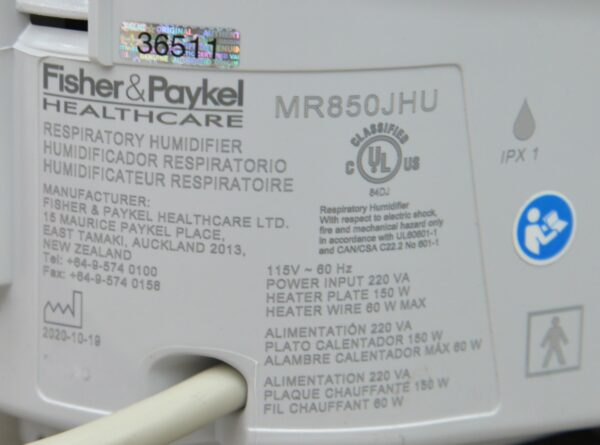 36511
Fisher&Paykel
HEALTHCARE
MR850JHU
RESPIRATORY HUMIDIFIER
HUMIDIFICADOR RESPIRATORIO
HUMIDIFICATEUR RESPIRATOIRE
MANUFACTURER:
FISHER & PAYKEL HEALTHCARE LTD.
15 MAURICE PAYKEL PLACE,
EAST TAMAKI, AUCKLAND 2013,
NEW ZEALAND
Tel: +64-9-574 0100
Fax: +64-9-574 0158
2020-10-19
CLASSIFIED
C UL US
84DJ
Respiratory Humidifier
With respect to electric shock,
fire and mechanical hazard only
In accordance with UL60601-1
and CAN/CSA C22.2 No 601-1
115V ~ 60 Hz
POWER INPUT 220 VA
HEATER PLATE 150 W
HEATER WIRE 60 W MAX
ALIMENTACIÓN 220 VA
PLATO CALENTADOR 150 W
ALAMBRE CALENTADOR MÁX 60 W
ALIMENTATION 220 VA
PLAQUE CHAUFFANTE 150 W
FIL CHAUFFANT 60 W
IPX 1